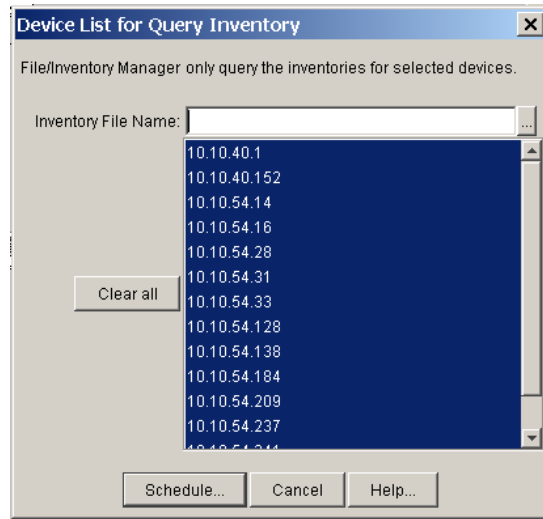 Device List for Query Inventory
File/Inventory Manager only query the inventories for selected devices.
Inventory File Name:
...
10.10.40.1
10.10.40.152
10.10.54.14
10.10.54.16
10.10.54.28
10.10.54.31
10.10.54.33
Clear all
10.10.54.128
10.10.54.138
10.10.54.184
10.10.54.209
10.10.54.237
Schedule... Cancel Help...